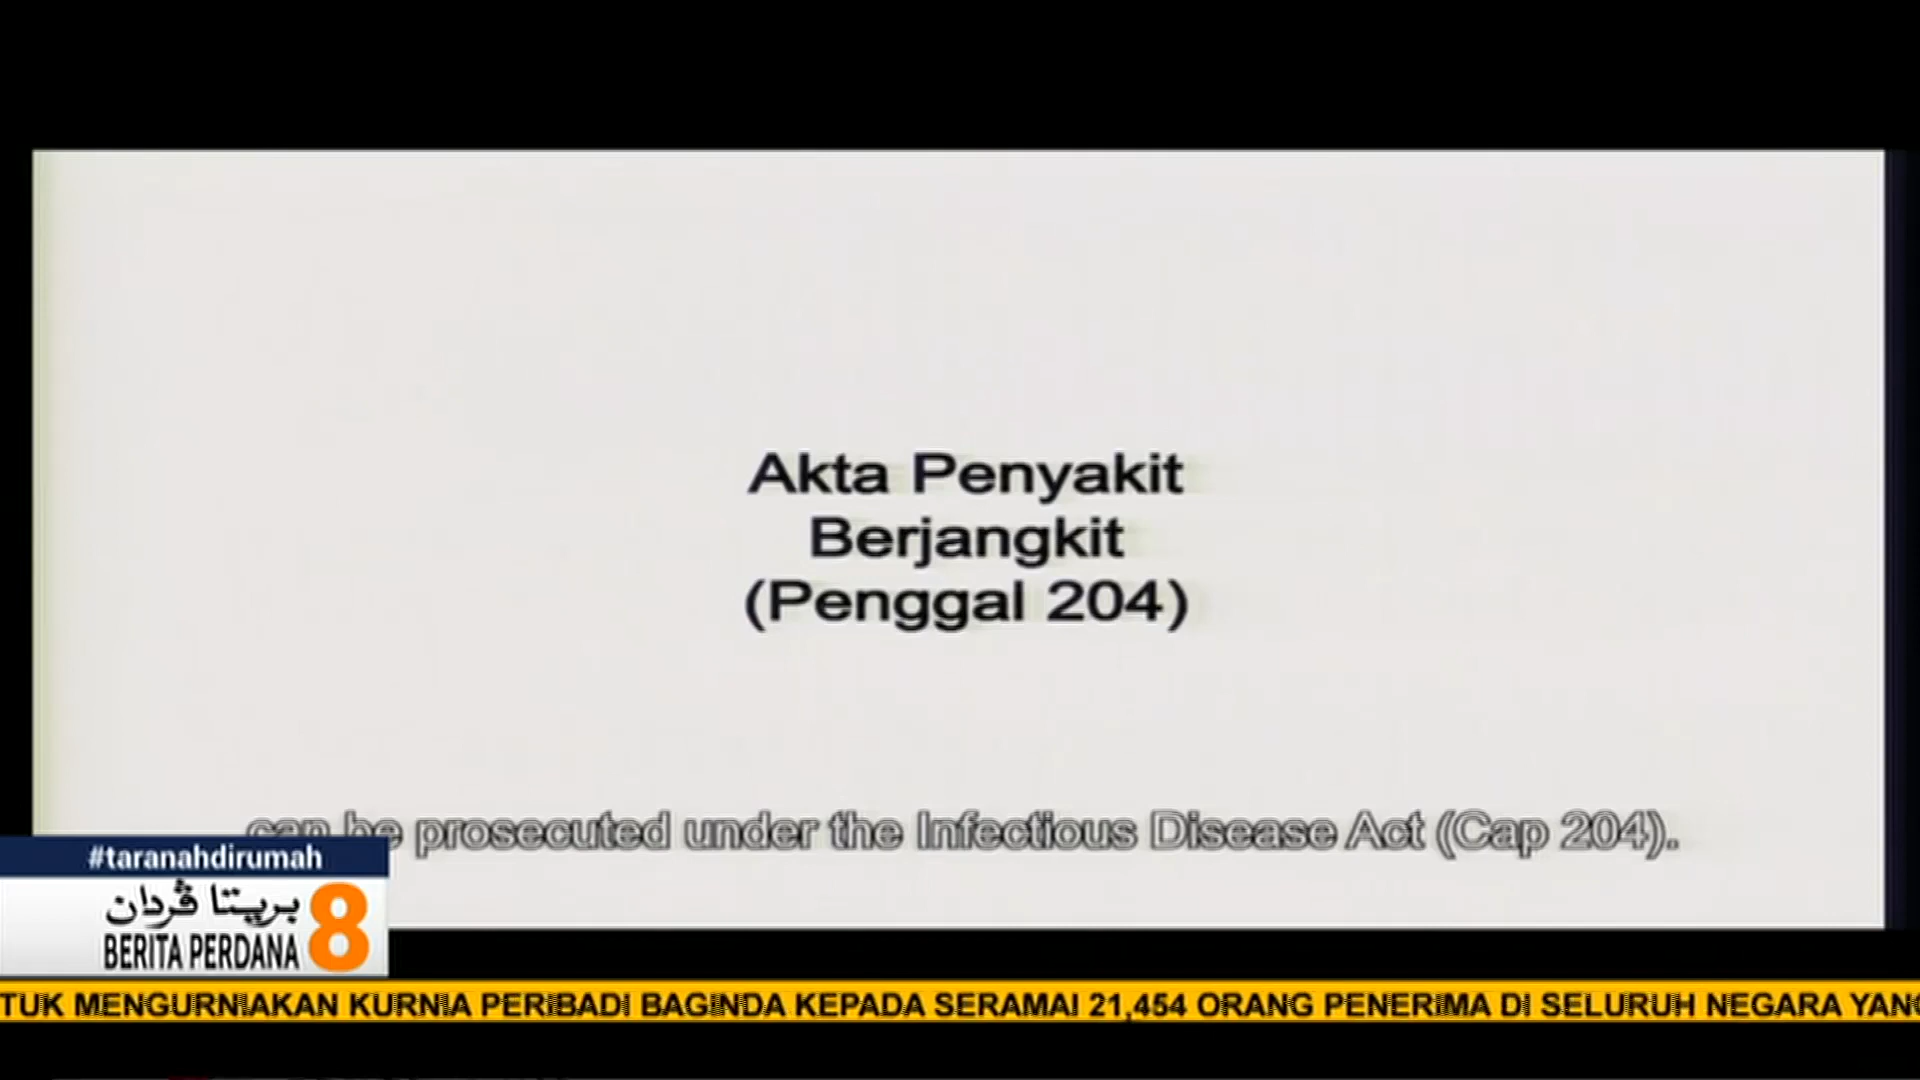 Akta Penyakit
Berjangkit
(Penggal 204)
can be prosecuted under the Infectious Disease Act (Cap 204).
#taranahdirumah
بريتا ڤردان
BERITA PERDANA 8
TUK MENGURNIAKAN KURNIA PERIBADI BAGINDA KEPADA SERAMAI 21,454 ORANG PENERIMA DI SELURUH NEGARA YANG